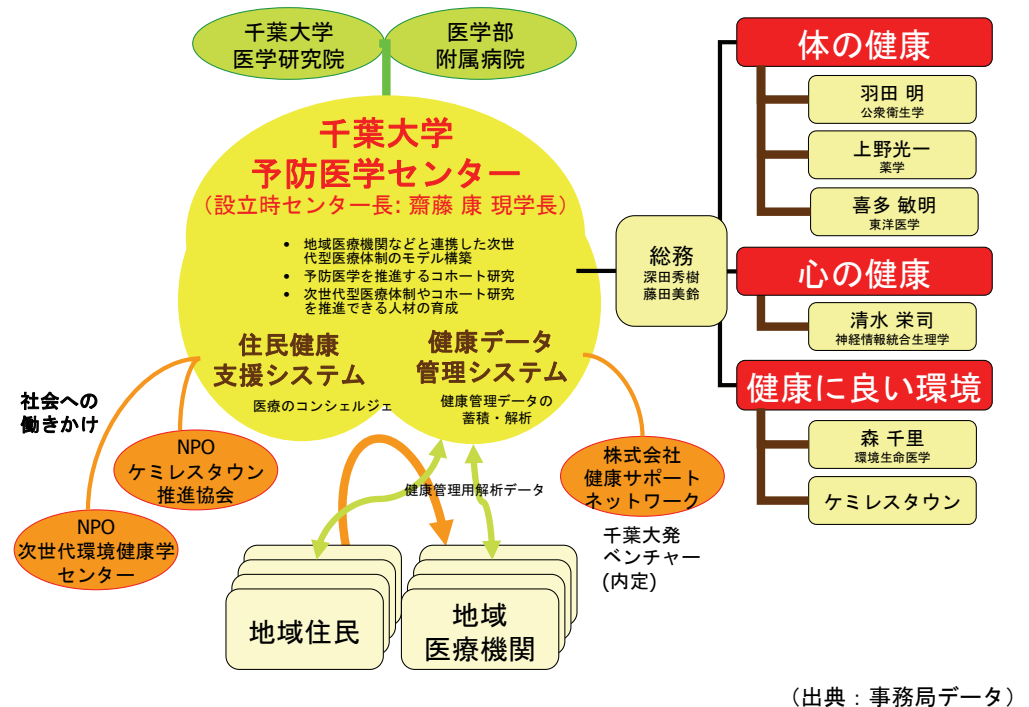 千葉大学
医学研究院
医学部
附属病院
千葉大学
予防医学センター
（設立時センター長: 齋藤 康 現学長）
• 地域医療機関などと連携した次世
代型医療体制のモデル構築
• 予防医学を推進するコホート研究
• 次世代型医療体制やコホート研究
を推進できる人材の育成
住民健康
支援システム
医療のコンシェルジェ
健康データ
管理システム
健康管理データの
蓄積・解析
社会への
働きかけ
NPO
ケミレスタウン
推進協会
NPO
次世代環境健康学
センター
健康管理用解析データ
株式会社
健康サポート
ネットワーク
千葉大発
ベンチャー
(内定)
地域住民
地域
医療機関
総務
深田秀樹
藤田美鈴
体の健康
羽田 明
公衆衛生学
上野光一
薬学
喜多 敏明
東洋医学
心の健康
清水 栄司
神経情報統合生理学
健康に良い環境
森 千里
環境生命医学
ケミレスタウン
（出典：事務局データ）